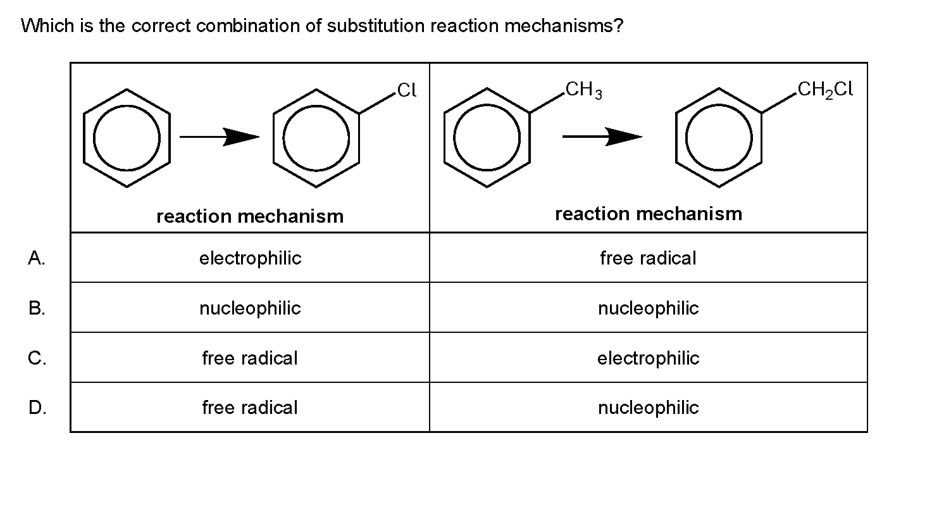 Which is the correct combination of substitution reaction mechanisms?
Cl CH₃ CH₂Cl
reaction mechanism reaction mechanism
A. electrophilic free radical
B. nucleophilic nucleophilic
C. free radical electrophilic
D. free radical nucleophilic